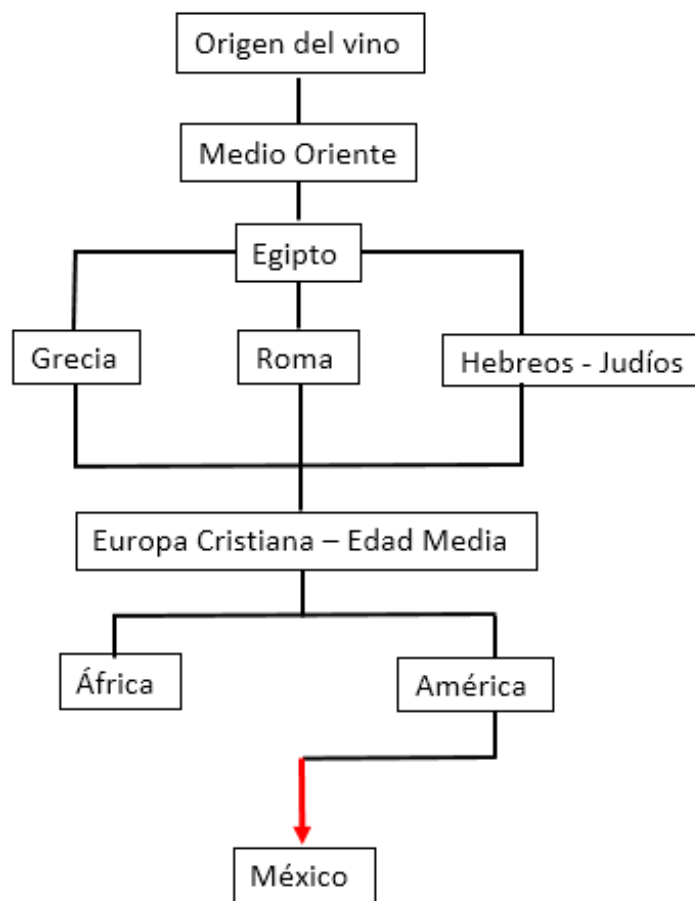 Origen del vino
Medio Oriente
Egipto
Grecia
Roma
Hebreos - Judíos
Europa Cristiana – Edad Media
África
América
México